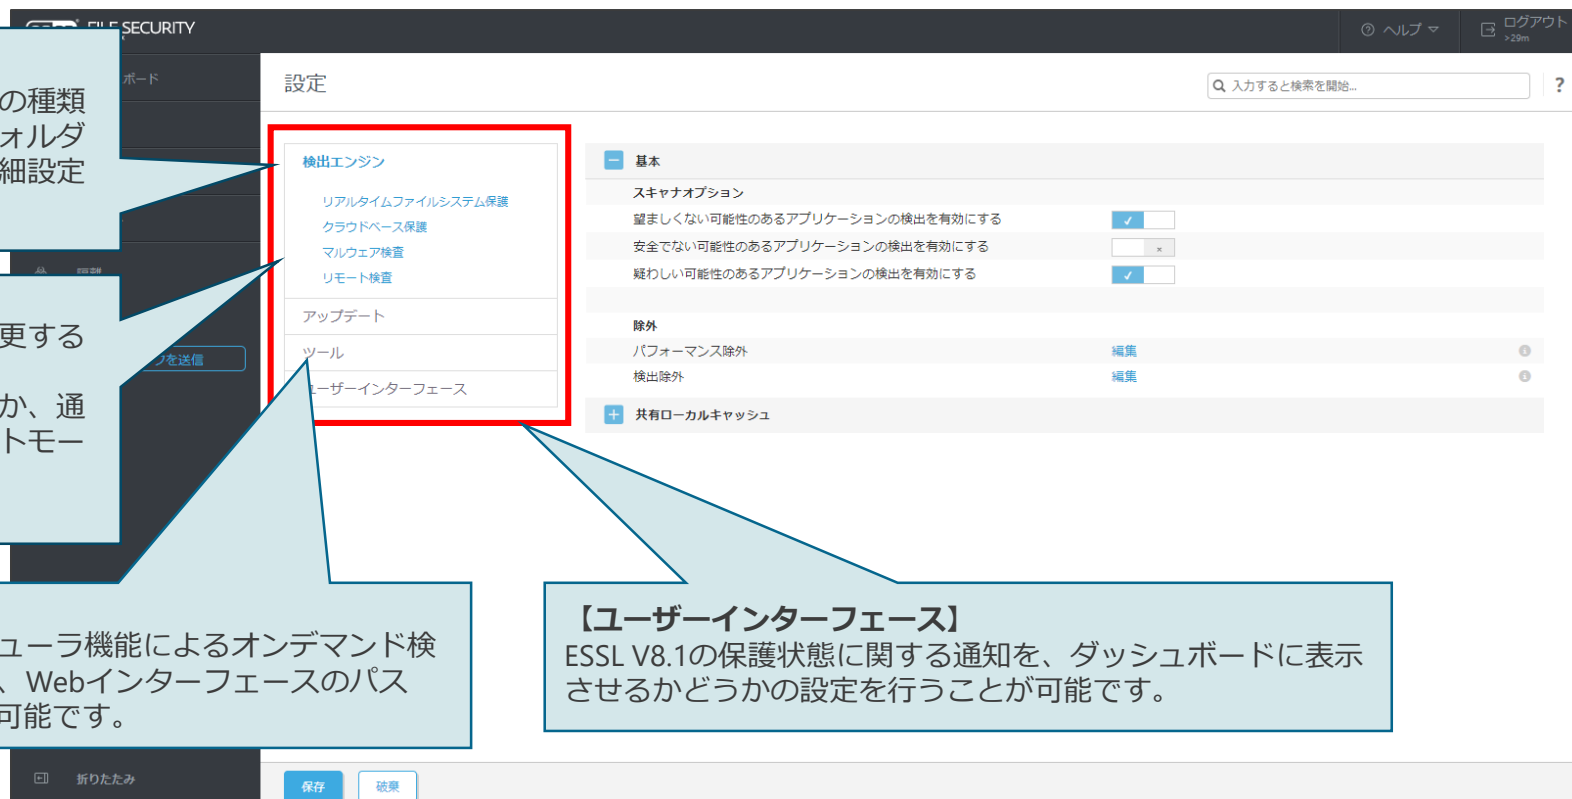 FILE SECURITY
ヘルプ
ログアウト
>29m
ボード
設定
入力すると検索を開始...
?
の種類
ォルダ
細設定
検出エンジン
リアルタイムファイルシステム保護
クラウドベース保護
マルウェア検査
リモート検査
アップデート
ツール
ーザーインターフェース
基本
スキャナオプション
望ましくない可能性のあるアプリケーションの検出を有効にする
安全でない可能性のあるアプリケーションの検出を有効にする
疑わしい可能性のあるアプリケーションの検出を有効にする
除外
パフォーマンス除外 編集
検出除外 編集
共有ローカルキャッシュ
更する
か、通
トモー
を送信
ューラ機能によるオンデマンド検
、Webインターフェースのパス
可能です。
【ユーザーインターフェース】
ESSL V8.1の保護状態に関する通知を、ダッシュボードに表示
させるかどうかの設定を行うことが可能です。
折りたたみ
保存
破棄